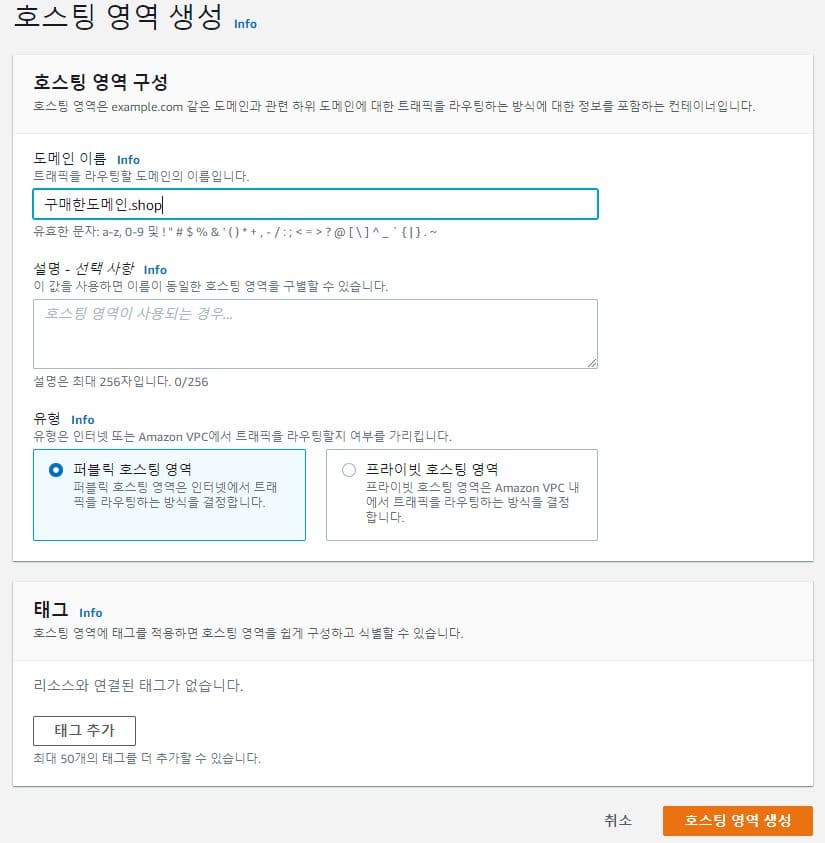 호스팅 영역 생성 Info
호스팅 영역 구성
호스팅 영역은 example.com 같은 도메인과 관련 하위 도메인에 대한 트래픽을 라우팅하는 방식에 대한 정보를 포함하는 컨테이너입니다.
도메인 이름 Info
트래픽을 라우팅할 도메인의 이름입니다.
구매한도메인.shop
유효한 문자: a-z, 0-9 및 ! " # $ % & ' ( ) * + , - / : ; < = > ? @ [ \ ] ^ _ ` { | } . ~
설명 - 선택 사항 Info
이 값을 사용하면 이름이 동일한 호스팅 영역을 구별할 수 있습니다.
호스팅 영역이 사용되는 경우...
설명은 최대 256자입니다. 0/256
유형 Info
유형은 인터넷 또는 Amazon VPC에서 트래픽을 라우팅할지 여부를 가리킵니다.
퍼블릭 호스팅 영역
퍼블릭 호스팅 영역은 인터넷에서 트래
픽을 라우팅하는 방식을 결정합니다.
프라이빗 호스팅 영역
프라이빗 호스팅 영역은 Amazon VPC 내
에서 트래픽을 라우팅하는 방식을 결정
합니다.
태그 Info
호스팅 영역에 태그를 적용하면 호스팅 영역을 쉽게 구성하고 식별할 수 있습니다.
리소스와 연결된 태그가 없습니다.
태그 추가
최대 50개의 태그를 더 추가할 수 있습니다.
취소
호스팅 영역 생성